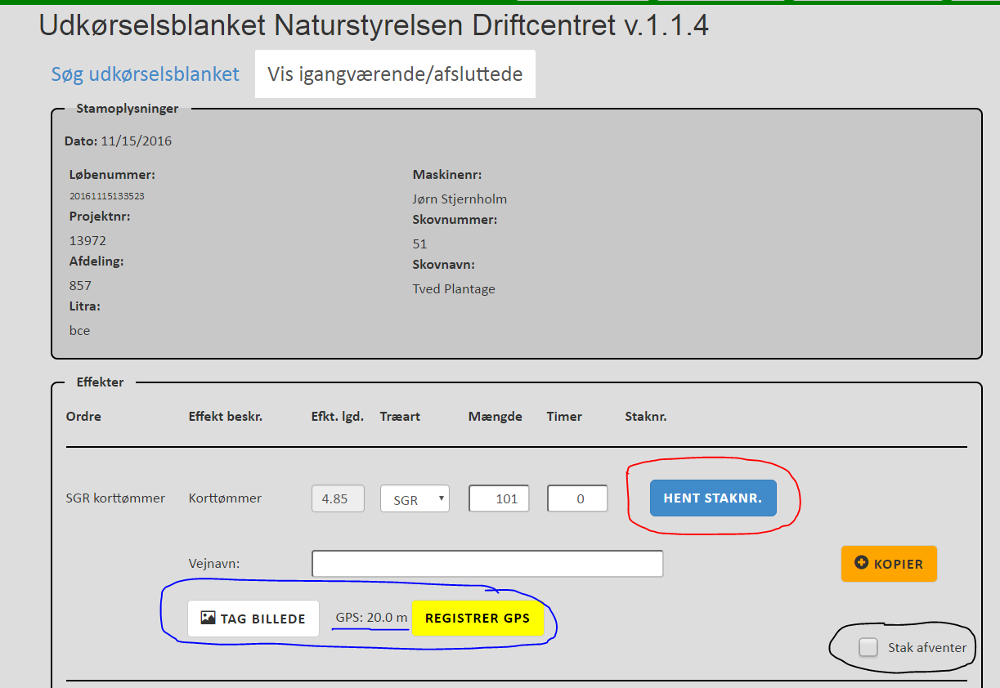 Udkørselsblanket Naturstyrelsen Driftcentret v.1.1.4
Søg udkørselsblanket Vis igangværende/afsluttede
Stamoplysninger
Dato: 11/15/2016
Løbenummer:
20161115133523
Projektnr:
13972
Afdeling:
857
Litra:
bce
Maskinenr:
Jørn Stjernholm
Skovnummer:
51
Skovnavn:
Tved Plantage
Effekter
Ordre Effekt beskr. Efkt. lgd. Træart Mængde Timer Staknr.
SGR korttømmer Korttømmer 4.85 SGR 101 0 HENT STAKNR.
Vejnavn: KOPIER
TAG BILLEDE GPS: 20.0 m REGISTRER GPS
Stak afventer